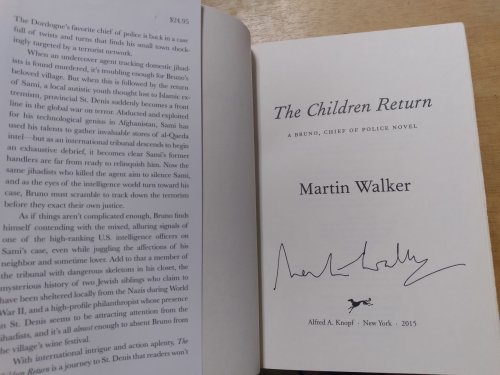 $24.95
The Dordogne's favorite chief of police is back in a case
full of twists and turns that finds his small town shock-
ingly targeted by a terrorist network.
When an undercover agent tracking domestic jihad-
ists is found murdered, it's troubling enough for Bruno's
beloved village. But when this is followed by the return
of Sami, a local autistic youth thought lost to Islamic ex-
tremism, provincial St. Denis suddenly becomes a front
line in the global war on terror. Abducted and exploited
for his technological genius in Afghanistan, Sami has
used his talents to gather invaluable stores of al-Qaeda
intel—but as an international tribunal descends to begin
an exhaustive debrief, it becomes clear Sami's former
handlers are far from ready to relinquish him. Now the
same jihadists who killed the agent aim to silence Sami,
and as the eyes of the intelligence world turn toward his
case, Bruno must scramble to track down the terrorists
before they exact their own justice.
As if things aren't complicated enough, Bruno finds
himself contending with the mixed, alluring signals of
one of the high-ranking U.S. intelligence officers on
Sami's case, even while juggling the affections of his
neighbor and sometime lover. Add to that a member of
the tribunal with dangerous skeletons in his closet, the
mysterious history of two Jewish siblings who claim to
have been sheltered locally from the Nazis during World
War II, and a high-profile philanthropist whose presence
in St. Denis seems to be attracting attention from the
jihadists, and it's all almost enough to absent Bruno from
the village's wine festival.
With international intrigue and action aplenty, The
Children Return is a journey to St. Denis that readers won't
The Children Return
A BRUNO, CHIEF OF POLICE NOVEL
Martin Walker
Martin Walker
Alfred A. Knopf · New York · 2015